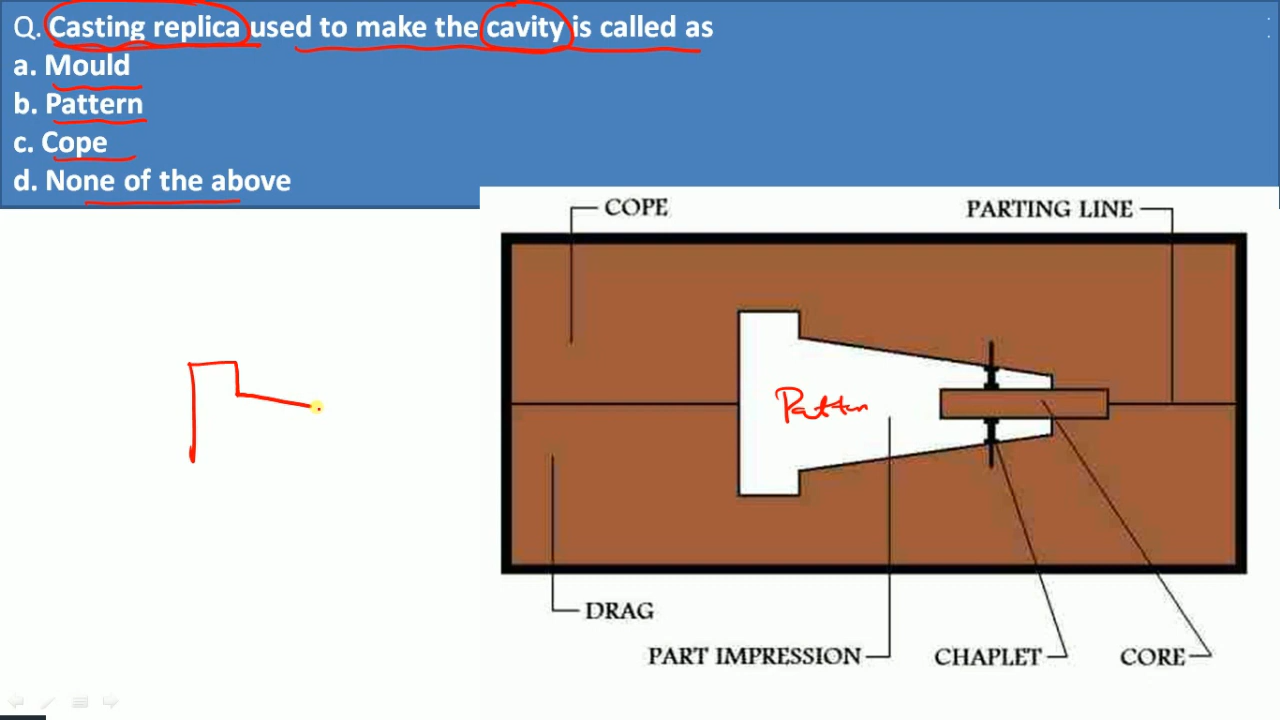 Q. Casting replica used to make the cavity is called as
a. Mould
b. Pattern
c. Cope
d. None of the above
COPE
PARTING LINE
Pattern
DRAG
PART IMPRESSION
CHAPLET
CORE